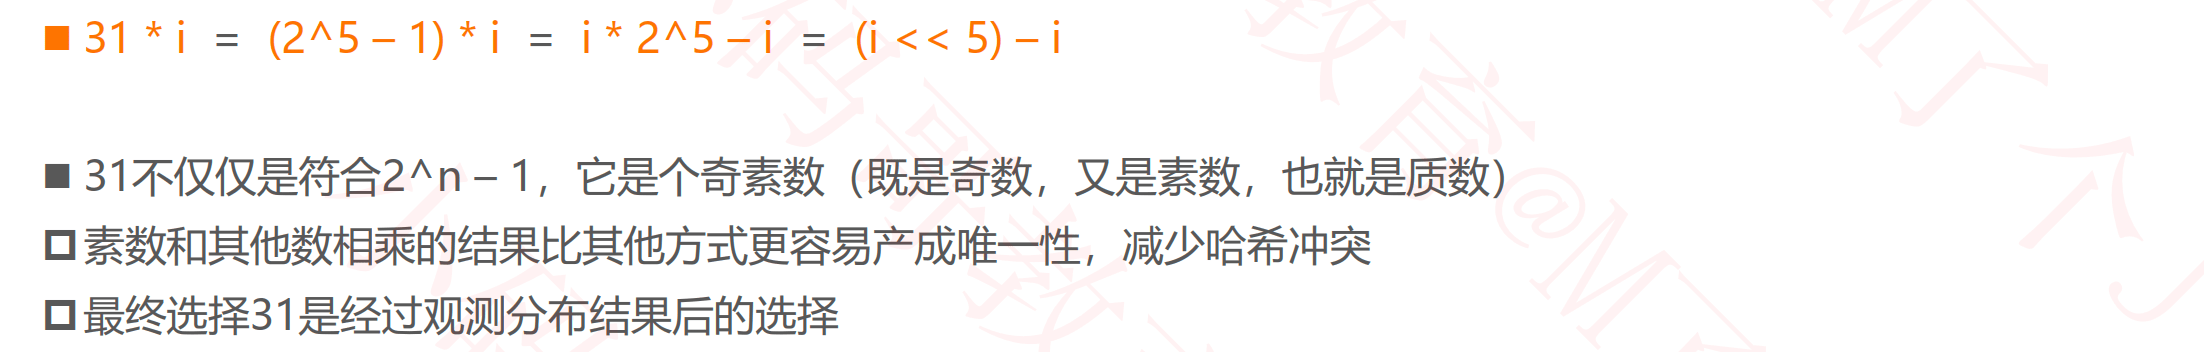 31 * i = (2^5 – 1) * i = i * 2^5 – i = (i << 5) – i
31不仅仅是符合2^n – 1，它是个奇素数（既是奇数，又是素数，也就是质数）
素数和其他数相乘的结果比其他方式更容易产成唯一性，减少哈希冲突
最终选择31是经过观测分布结果后的选择